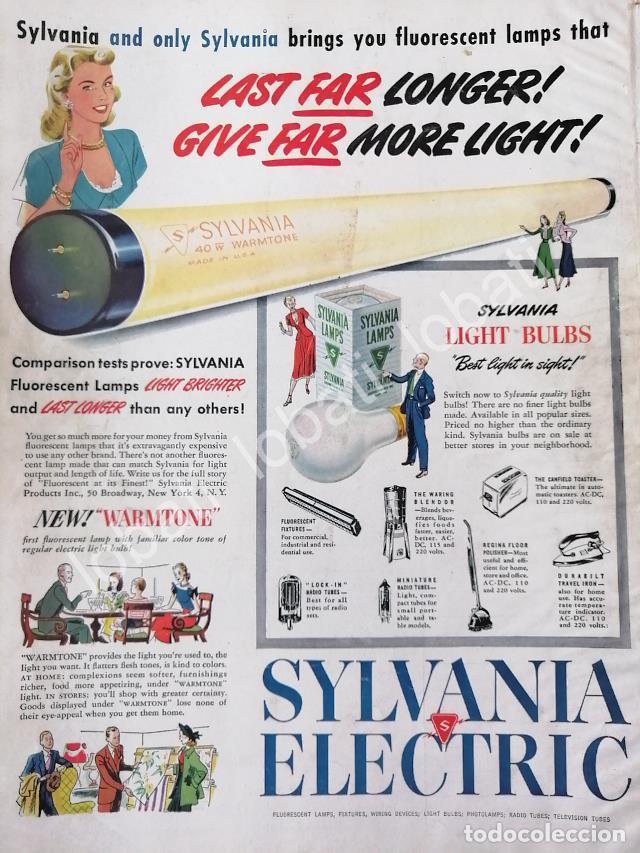 Sylvania and only Sylvania brings you fluorescent lamps that
LAST FAR LONGER!
GIVE FAR MORE LIGHT!
S SYLVANIA
40 W WARMTONE
MADE IN U.S.A
Comparison tests prove: SYLVANIA
Fluorescent Lamps LIGHT BRIGHTER
and LAST LONGER than any others!
You get so much more for your money from Sylvania
fluorescent lamps that it's extravagantly expensive
to use any other brand. There's not another fluores-
cent lamp made that can match Sylvania for light
output and length of life. Write us for the full story
of "Fluorescent at its Finest!" Sylvania Electric
Products Inc., 50 Broadway, New York 4, N. Y.
NEW! "WARMTONE"
first fluorescent lamp with familiar color tone of
regular electric light bulb!
"WARMTONE" provides the light you're used to, the
light you want. It flatters flesh tones, is kind to colors.
AT HOME: complexions seem softer, furnishings
richer, food more appetizing, under "WARMTONE"
light. IN STORES: you'll shop with greater certainty.
Goods displayed under "WARMTONE" lose none of
their eye-appeal when you get them home.
SYLVANIA
LAMPS
S
SYLVANIA
SYLVANIA
LAMPS
S
SYLVANIA
LIGHT BULBS
"Best light in sight!"
Switch now to Sylvania quality light
bulbs! There are no finer light bulbs
made. Available in all popular sizes.
Priced no higher than the ordinary
kind. Sylvania bulbs are on sale at
better stores in your neighborhood.
FLUORESCENT
FIXTURES—
For commercial,
industrial and resi-
dential use.
THE WARING
BLENDOR
—Blends bev-
erages, lique-
fies foods
faster, easier,
better. AC-
DC, 115 and
220 volts.
THE CANFIELD TOASTER—
The ultimate in auto-
matic toasters. AC-DC,
110 and 220 volts.
"LOCK-IN"
RADIO TUBES—
Best for all
types of radio
sets.
MINIATURE
RADIO TUBES—
Light, com-
pact tubes for
small port-
able and ta-
ble models.
REGINA FLOOR
POLISHER—Most
useful and effi-
cient for home,
store and office.
AC-DC, 110
and 220 volts.
DURABILT
TRAVEL IRON—
also for home
use. Has accu-
rate tempera-
ture indicator.
AC-DC, 110
and 220 volts.
SYLVANIA
S
ELECTRIC
FLUORESCENT LAMPS, FIXTURES, WIRING DEVICES; LIGHT BULBS; PHOTOLAMPS; RADIO TUBES; TELEVISION TUBES
todocoleccion